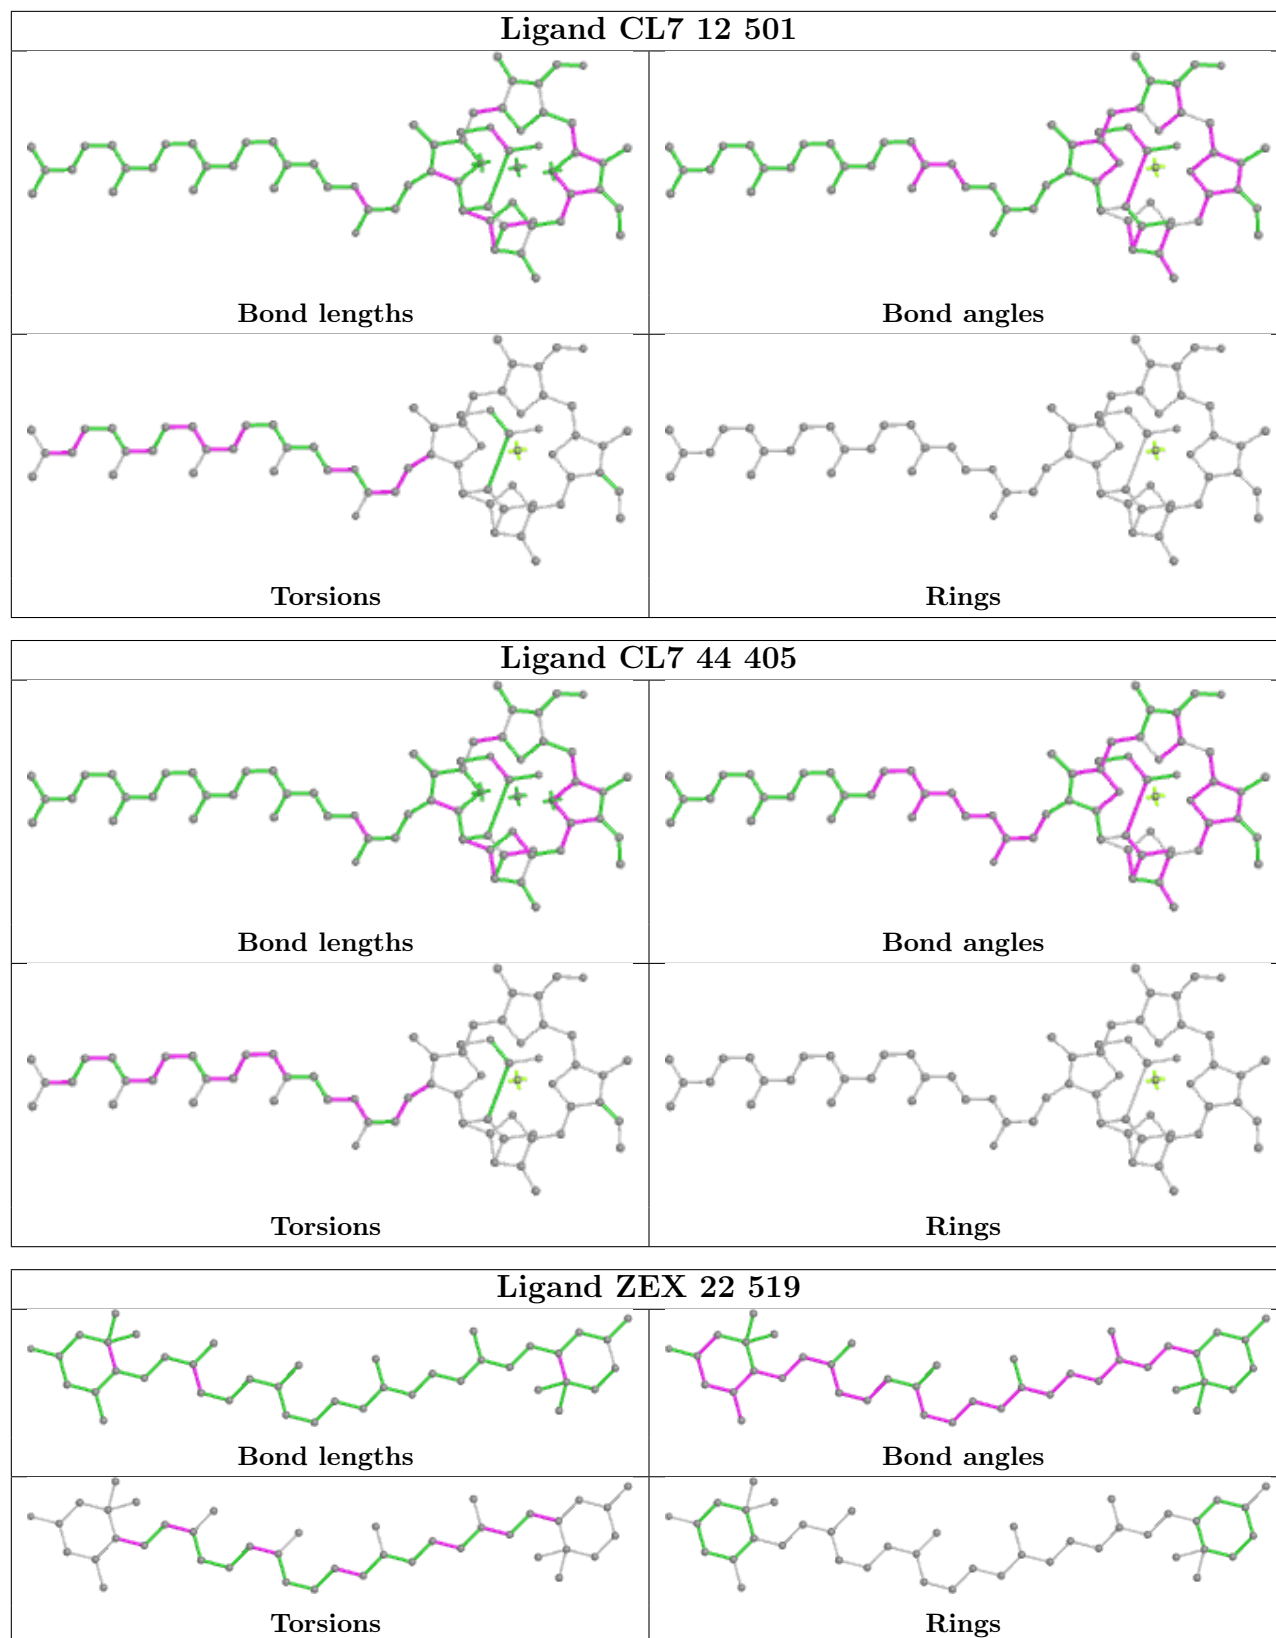 Ligand CL7 12 501
Bond lengths
Bond angles
Torsions
Rings
Ligand CL7 44 405
Bond lengths
Bond angles
Torsions
Rings
Ligand ZEX 22 519
Bond lengths
Bond angles
Torsions
Rings